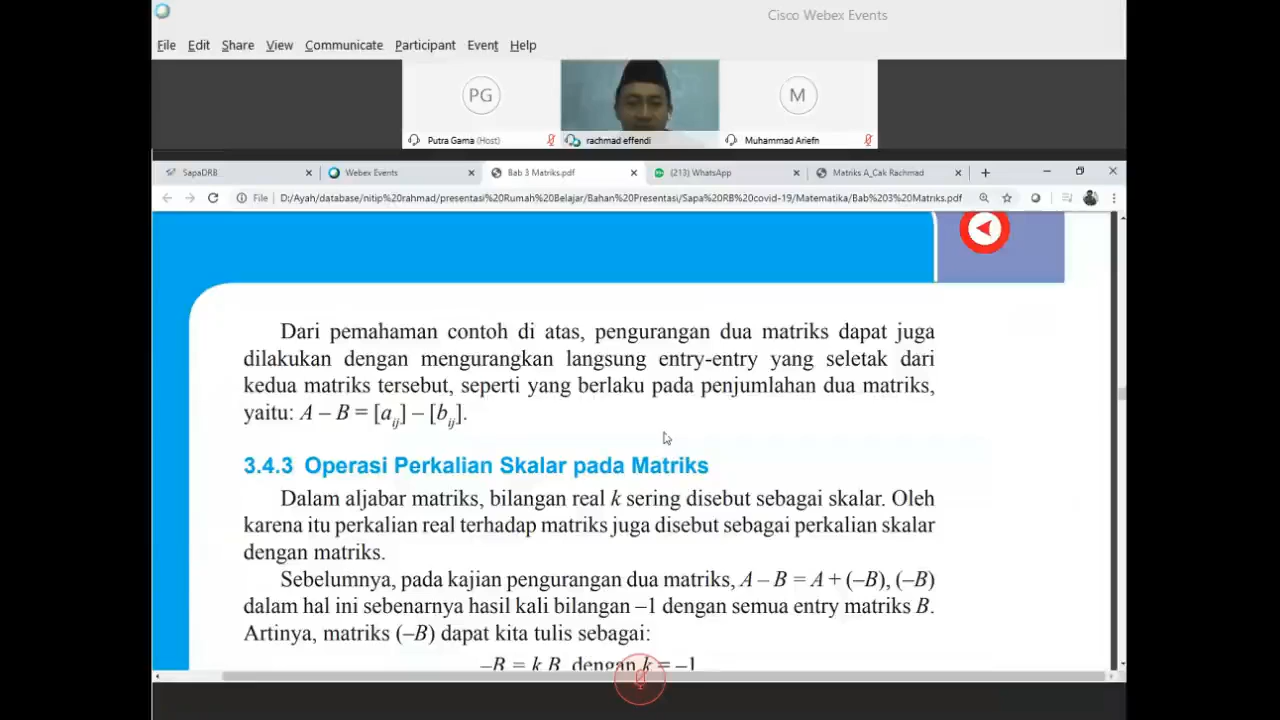 Cisco Webex Events
File Edit Share View Communicate Participant Event Help
PG
M
Putra Gama (Host)
rachmad effendi
Muhammad Ariefn
SapaDRB
Webex Events
Bab 3 Matriks.pdf
(213) WhatsApp
Matriks A_Cak Rachmad
File D:/Ayah/database/nitip%20rahmad/presentasi%20Rumah%20Belajar/Bahan%20Presentasi/Sapa%20RB%20covid-19/Matematika/Bab%203%20Matriks.pdf
Dari pemahaman contoh di atas, pengurangan dua matriks dapat juga
dilakukan dengan mengurangkan langsung entry-entry yang seletak dari
kedua matriks tersebut, seperti yang berlaku pada penjumlahan dua matriks,
yaitu: A – B = [aij] – [bij].
3.4.3 Operasi Perkalian Skalar pada Matriks
Dalam aljabar matriks, bilangan real k sering disebut sebagai skalar. Oleh
karena itu perkalian real terhadap matriks juga disebut sebagai perkalian skalar
dengan matriks.
Sebelumnya, pada kajian pengurangan dua matriks, A – B = A + (–B), (–B)
dalam hal ini sebenarnya hasil kali bilangan –1 dengan semua entry matriks B.
Artinya, matriks (–B) dapat kita tulis sebagai:
–B = k B, dengan k = –1